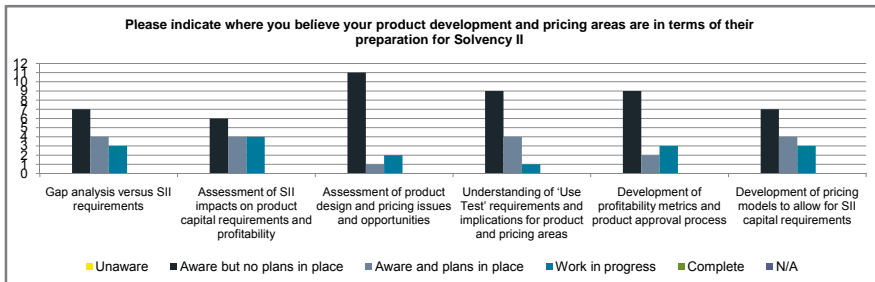 Please indicate where you believe your product development and pricing areas are in terms of their
preparation for Solvency II
12
11
10
9
8
7
6
5
4
3
2
1
0
Gap analysis versus SII
requirements
Assessment of SII
impacts on product
capital requirements and
profitability
Assessment of product
design and pricing issues
and opportunities
Understanding of ‘Use
Test’ requirements and
implications for product
and pricing areas
Development of
profitability metrics and
product approval process
Development of pricing
models to allow for SII
capital requirements
Unaware
Aware but no plans in place
Aware and plans in place
Work in progress
Complete
N/A